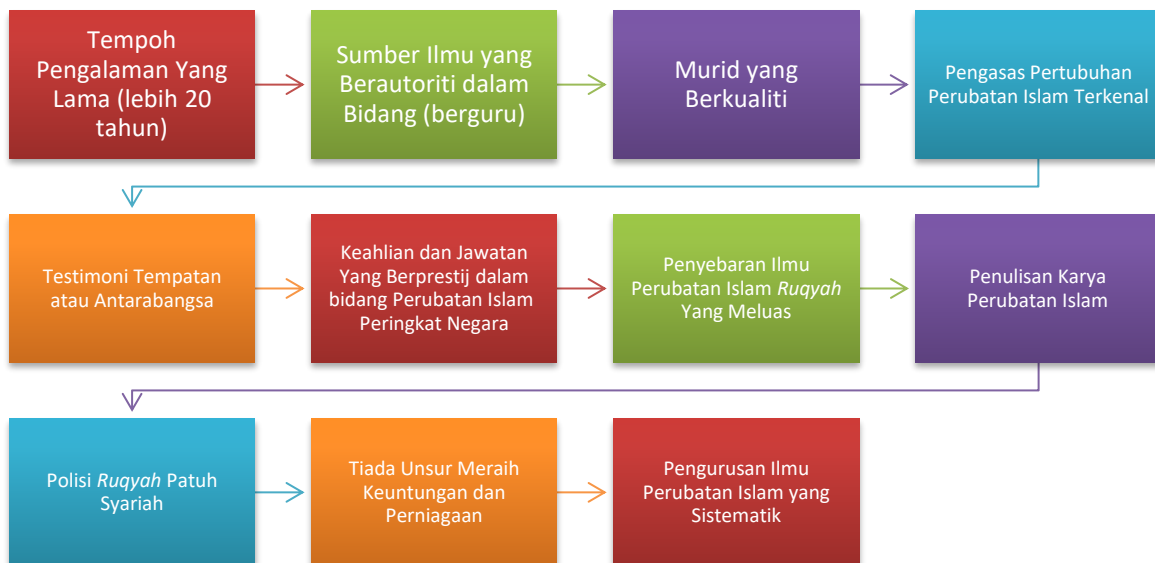 Tempoh
Pengalaman Yang
Lama (lebih 20
tahun)
Sumber Ilmu yang
Berautoriti dalam
Bidang (berguru)
Murid yang
Berkualiti
Pengasas Pertubuhan
Perubatan Islam Terkenal
Testimoni Tempatan
atau Antarabangsa
Keahlian dan Jawatan
Yang Berprestij dalam
bidang Perubatan Islam
Peringkat Negara
Penyebaran Ilmu
Perubatan Islam Ruqyah
Yang Meluas
Penulisan Karya
Perubatan Islam
Polisi Ruqyah Patuh
Syariah
Tiada Unsur Meraih
Keuntungan dan
Perniagaan
Pengurusan Ilmu
Perubatan Islam yang
Sistematik